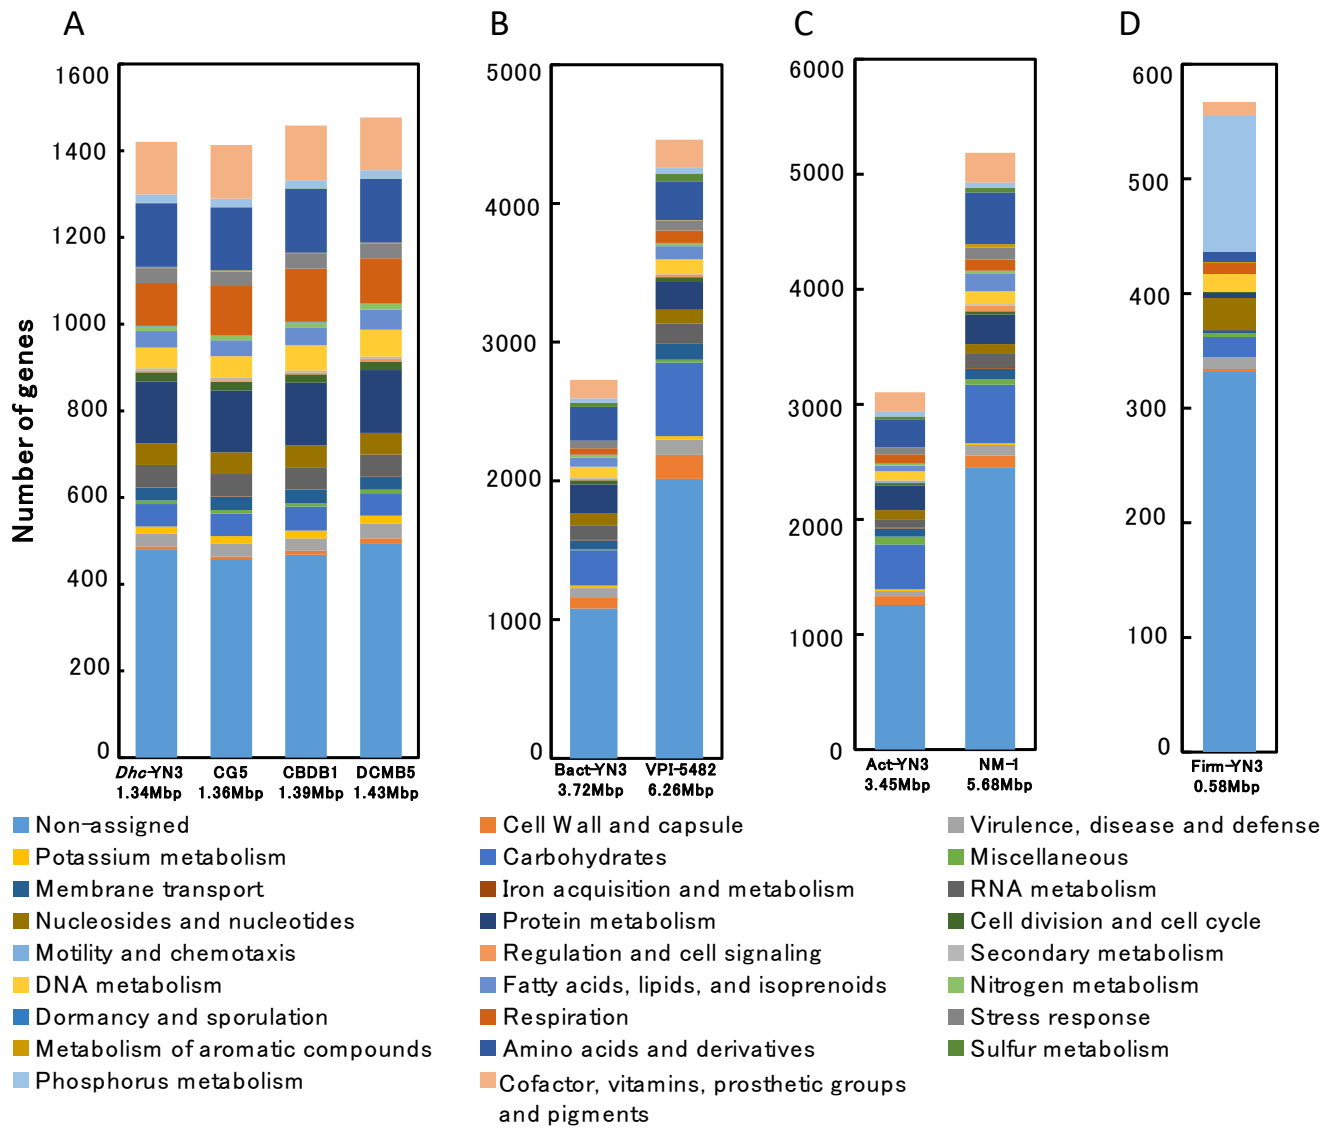 A
B
C
D
Number of genes
1600
1400
1200
1000
800
600
400
200
0
Dhc-YN3
1.34Mbp
CG5
1.36Mbp
CBDB1
1.39Mbp
DCMB5
1.43Mbp
5000
4000
3000
2000
1000
0
Bact-YN3
3.72Mbp
VPI-5482
6.26Mbp
6000
5000
4000
3000
2000
1000
0
Act-YN3
3.45Mbp
NM-1
5.68Mbp
600
500
400
300
200
100
0
Firm-YN3
0.58Mbp
Non-assigned
Cell Wall and capsule
Virulence, disease and defense
Potassium metabolism
Carbohydrates
Miscellaneous
Membrane transport
Iron acquisition and metabolism
RNA metabolism
Nucleosides and nucleotides
Protein metabolism
Cell division and cell cycle
Motility and chemotaxis
Regulation and cell signaling
Secondary metabolism
DNA metabolism
Fatty acids, lipids, and isoprenoids
Nitrogen metabolism
Dormancy and sporulation
Respiration
Stress response
Metabolism of aromatic compounds
Amino acids and derivatives
Sulfur metabolism
Phosphorus metabolism
Cofactor, vitamins, prosthetic groups
and pigments